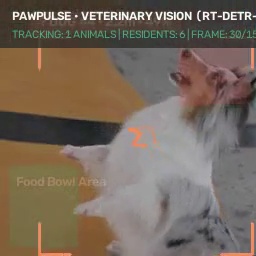 PAWPULSE • VETERINARY VISION (RT-DETR-
TRACKING: 1 ANIMALS | RESIDENTS: 6 | FRAME: 30/15
Food Bowl Area